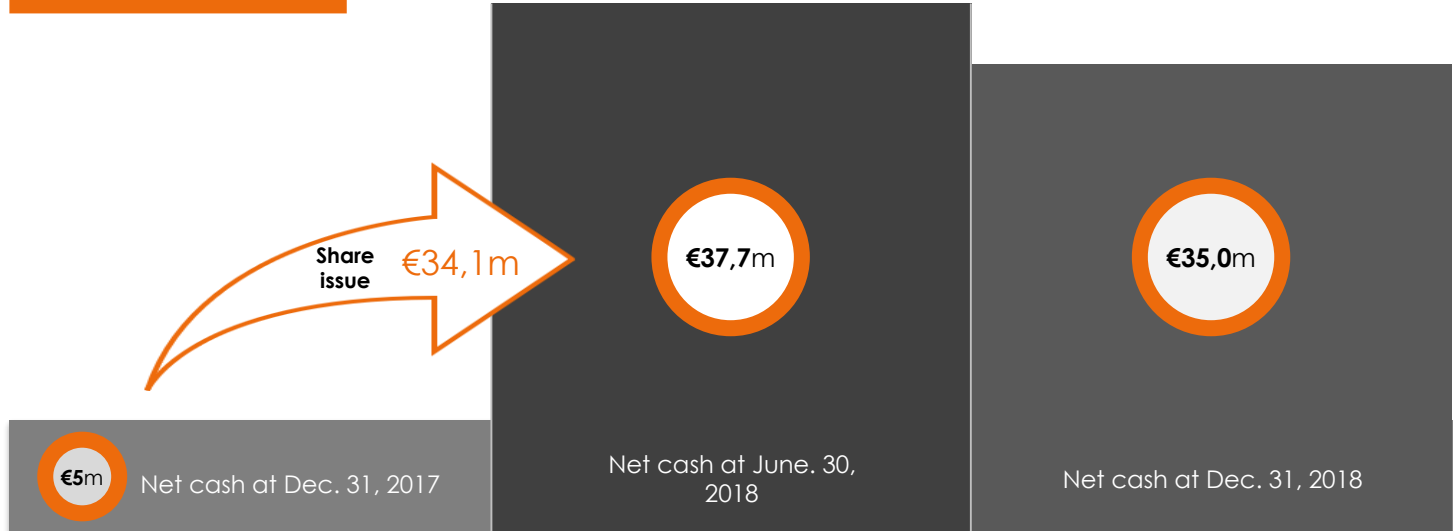 Share
issue
€34,1m
€37,7m
€35,0m
€5m
Net cash at Dec. 31, 2017
Net cash at June. 30,
2018
Net cash at Dec. 31, 2018